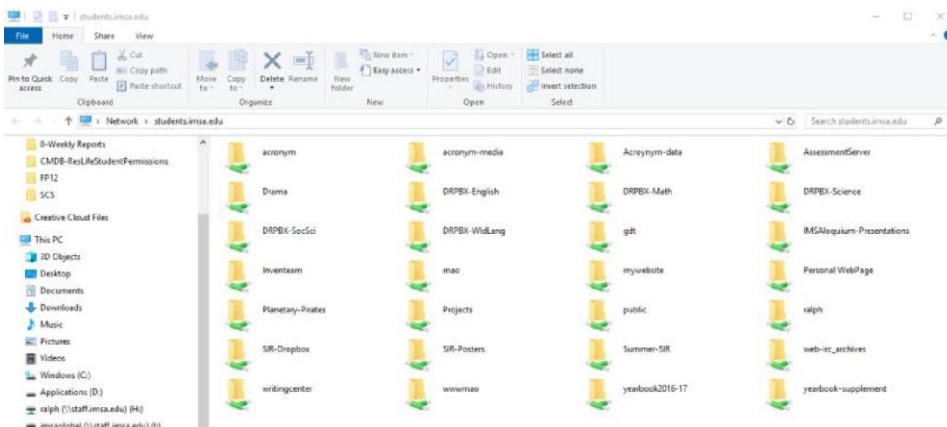 students.imsa.edu
File Home Share View
Pin to Quick access
Copy
Paste
Cut
Copy path
Paste shortcut
Move to
Copy to
Delete
Rename
New folder
New item
Easy access
Properties
Open
Edit
History
Select all
Select none
Invert selection
Clipboard Organize New Open Select
Network › students.imsa.edu
Search students.imsa.edu
0-Weekly Reports
CMDB-ResLifeStudentPermissions
FP12
SCS
Creative Cloud Files
This PC
3D Objects
Desktop
Documents
Downloads
Music
Pictures
Videos
Windows (C:)
Applications (D:)
ralph (\\staff.imsa.edu) (H:)
imsaglobal (\\staff.imsa.edu) (I:)
acronym acronym-media Acroynym-data AssessmentServer
Drama DRPBX-English DRPBX-Math DRPBX-Science
DRPBX-SocSci DRPBX-WldLang gdt IMSAloquium-Presentations
Inventeam mao mywebsite Personal WebPage
Planetary-Pirates Projects public ralph
SIR-Dropbox SIR-Posters Summer-SIR web-irc_archives
writingcenter wwwmao yearbook2016-17 yearbook-supplement